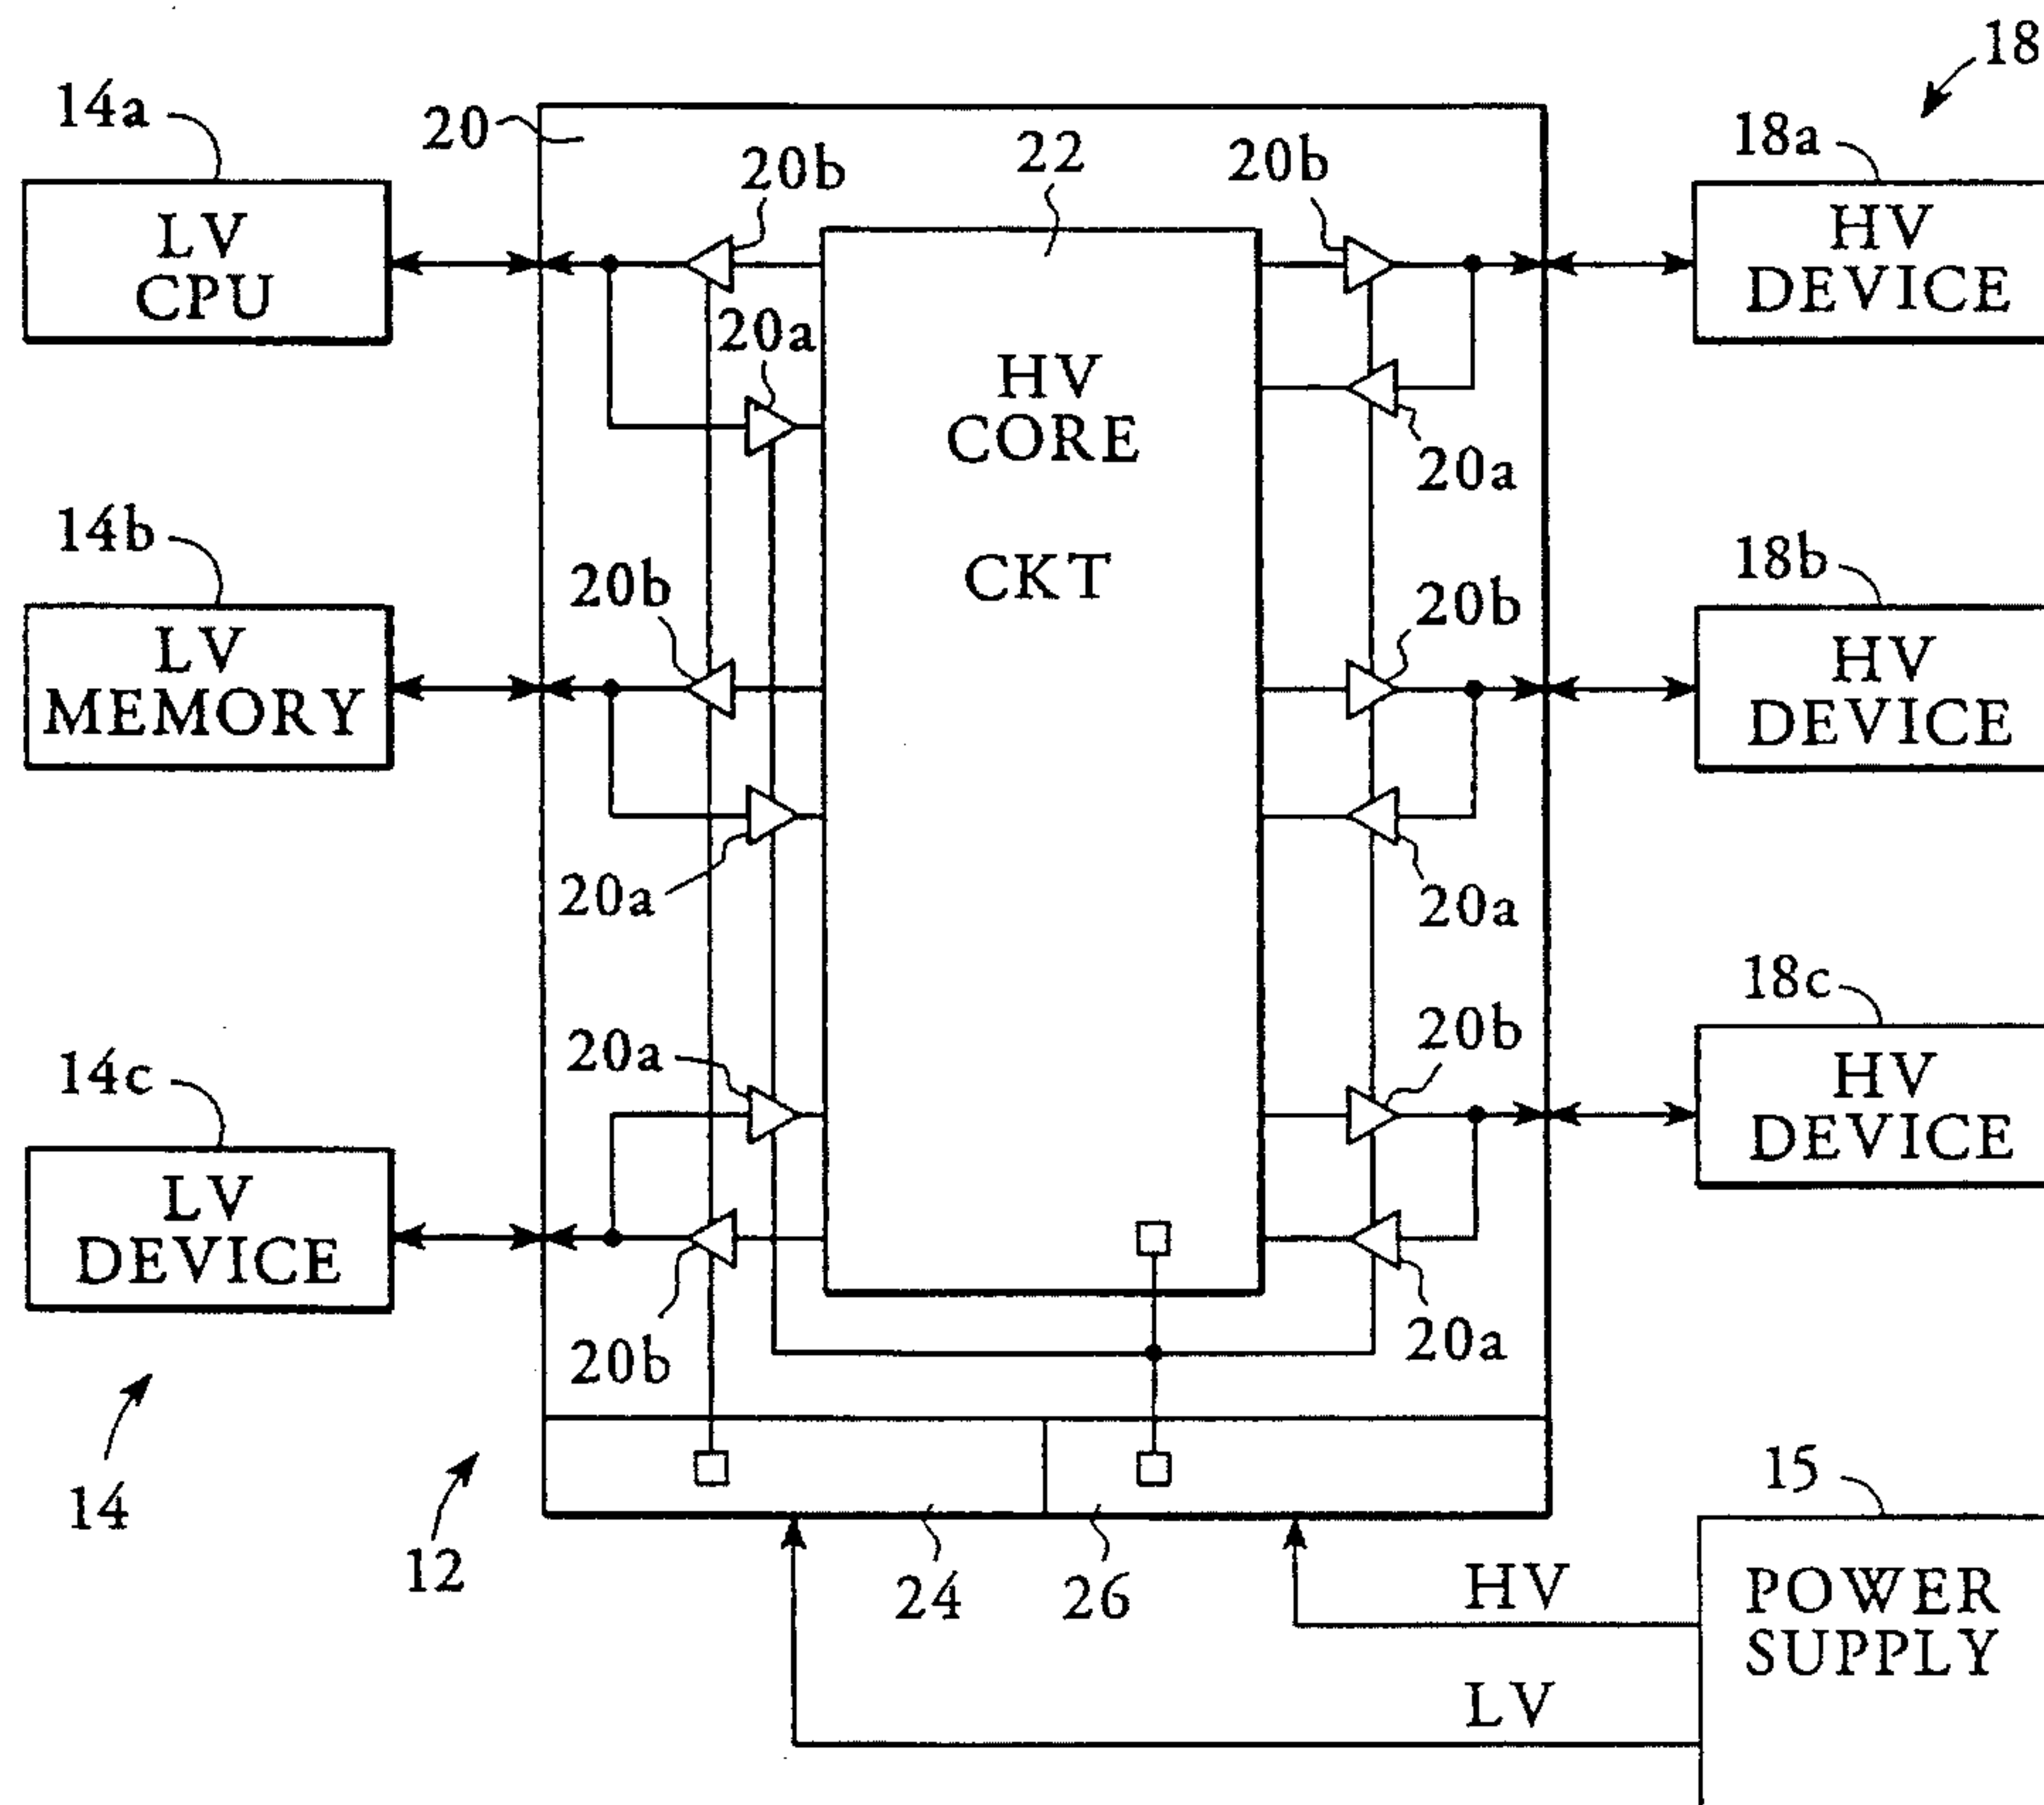 18
14a
20
20b
22
20b
18a
LV
CPU
HV
DEVICE
20a
HV
CORE
CKT
20a
14b
20b
20b
18b
LV
MEMORY
HV
DEVICE
20a
20a
18c
14c
20a
20b
HV
DEVICE
LV
DEVICE
20b
20a
14
12
24
26
15
HV
LV
POWER
SUPPLY